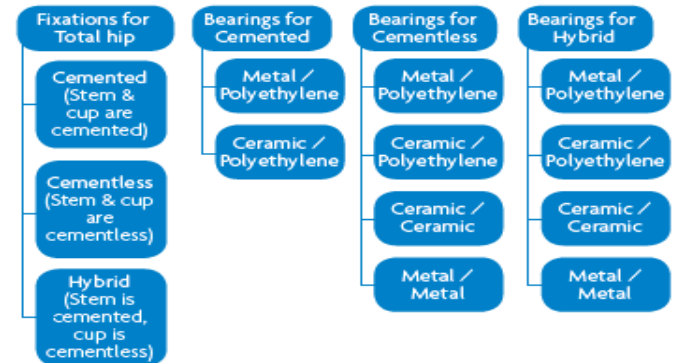 Fixations for
Total hip
Cemented
(Stem &
cup are
cemented)
Cementless
(Stem & cup
are
cementless)
Hybrid
(Stem is
cemented,
cup is
cementless)
Bearings for
Cemented
Metal /
Polyethylene
Ceramic /
Polyethylene
Bearings for
Cementless
Metal /
Polyethylene
Ceramic /
Polyethylene
Ceramic /
Ceramic
Metal /
Metal
Bearings for
Hybrid
Metal /
Polyethylene
Ceramic /
Polyethylene
Ceramic /
Ceramic
Metal /
Metal